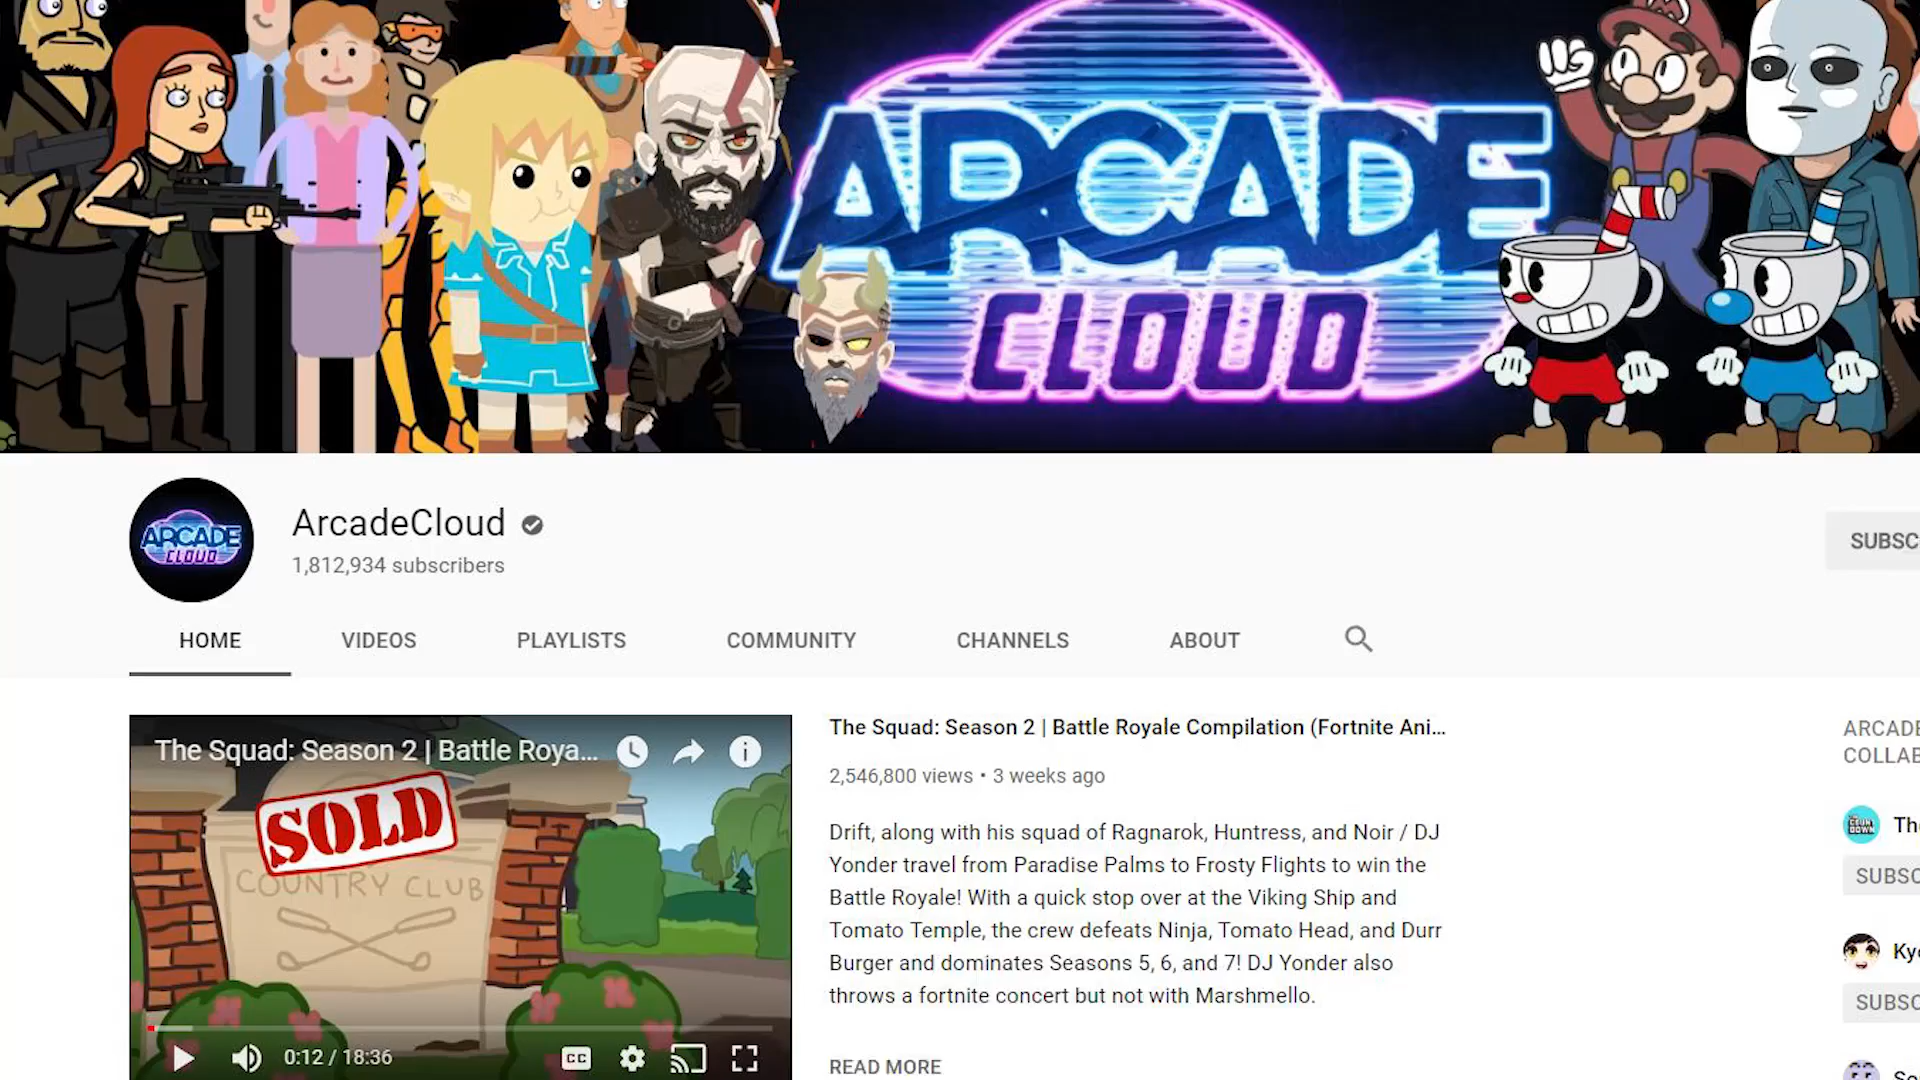 ARCADE
CLOUD
ARCADE
CLOUD
ArcadeCloud
1,812,934 subscribers
SUBSC
HOME
VIDEOS
PLAYLISTS
COMMUNITY
CHANNELS
ABOUT
The Squad: Season 2 | Battle Roya...
SOLD
COUNTRY CLUB
0:12 / 18:36
CC
The Squad: Season 2 | Battle Royale Compilation (Fortnite Ani...
2,546,800 views • 3 weeks ago
Drift, along with his squad of Ragnarok, Huntress, and Noir / DJ
Yonder travel from Paradise Palms to Frosty Flights to win the
Battle Royale! With a quick stop over at the Viking Ship and
Tomato Temple, the crew defeats Ninja, Tomato Head, and Durr
Burger and dominates Seasons 5, 6, and 7! DJ Yonder also
throws a fortnite concert but not with Marshmello.
READ MORE
ARCADE
COLLAB
Th
SUBSC
Kyo
SUBSC